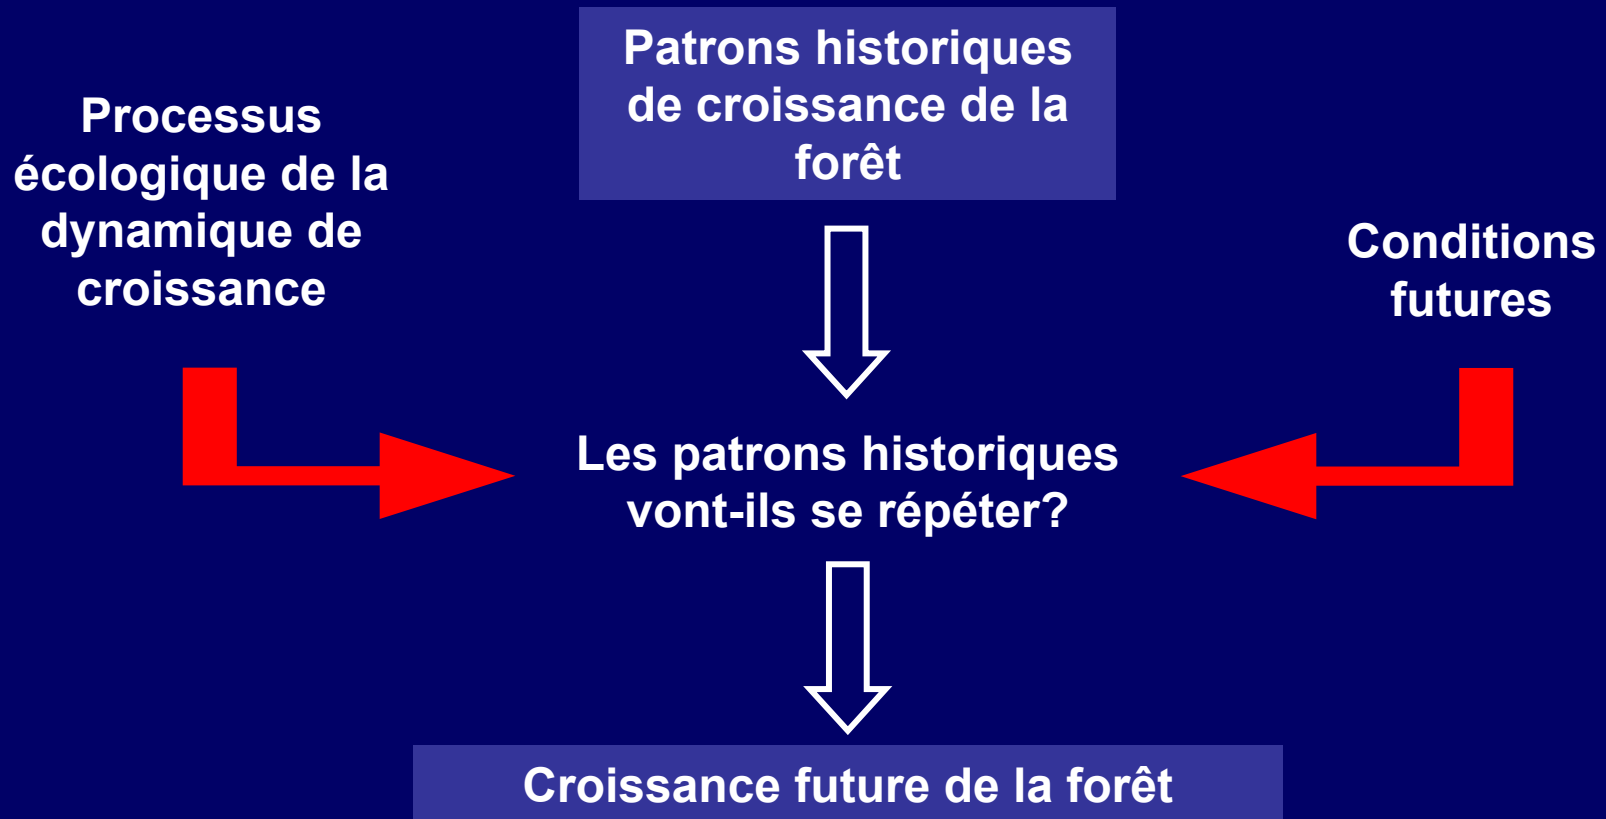 Patrons historiques
de croissance de la
forêt
Processus
écologique de la
dynamique de
croissance
Conditions
futures
Les patrons historiques
vont-ils se répéter?
Croissance future de la forêt